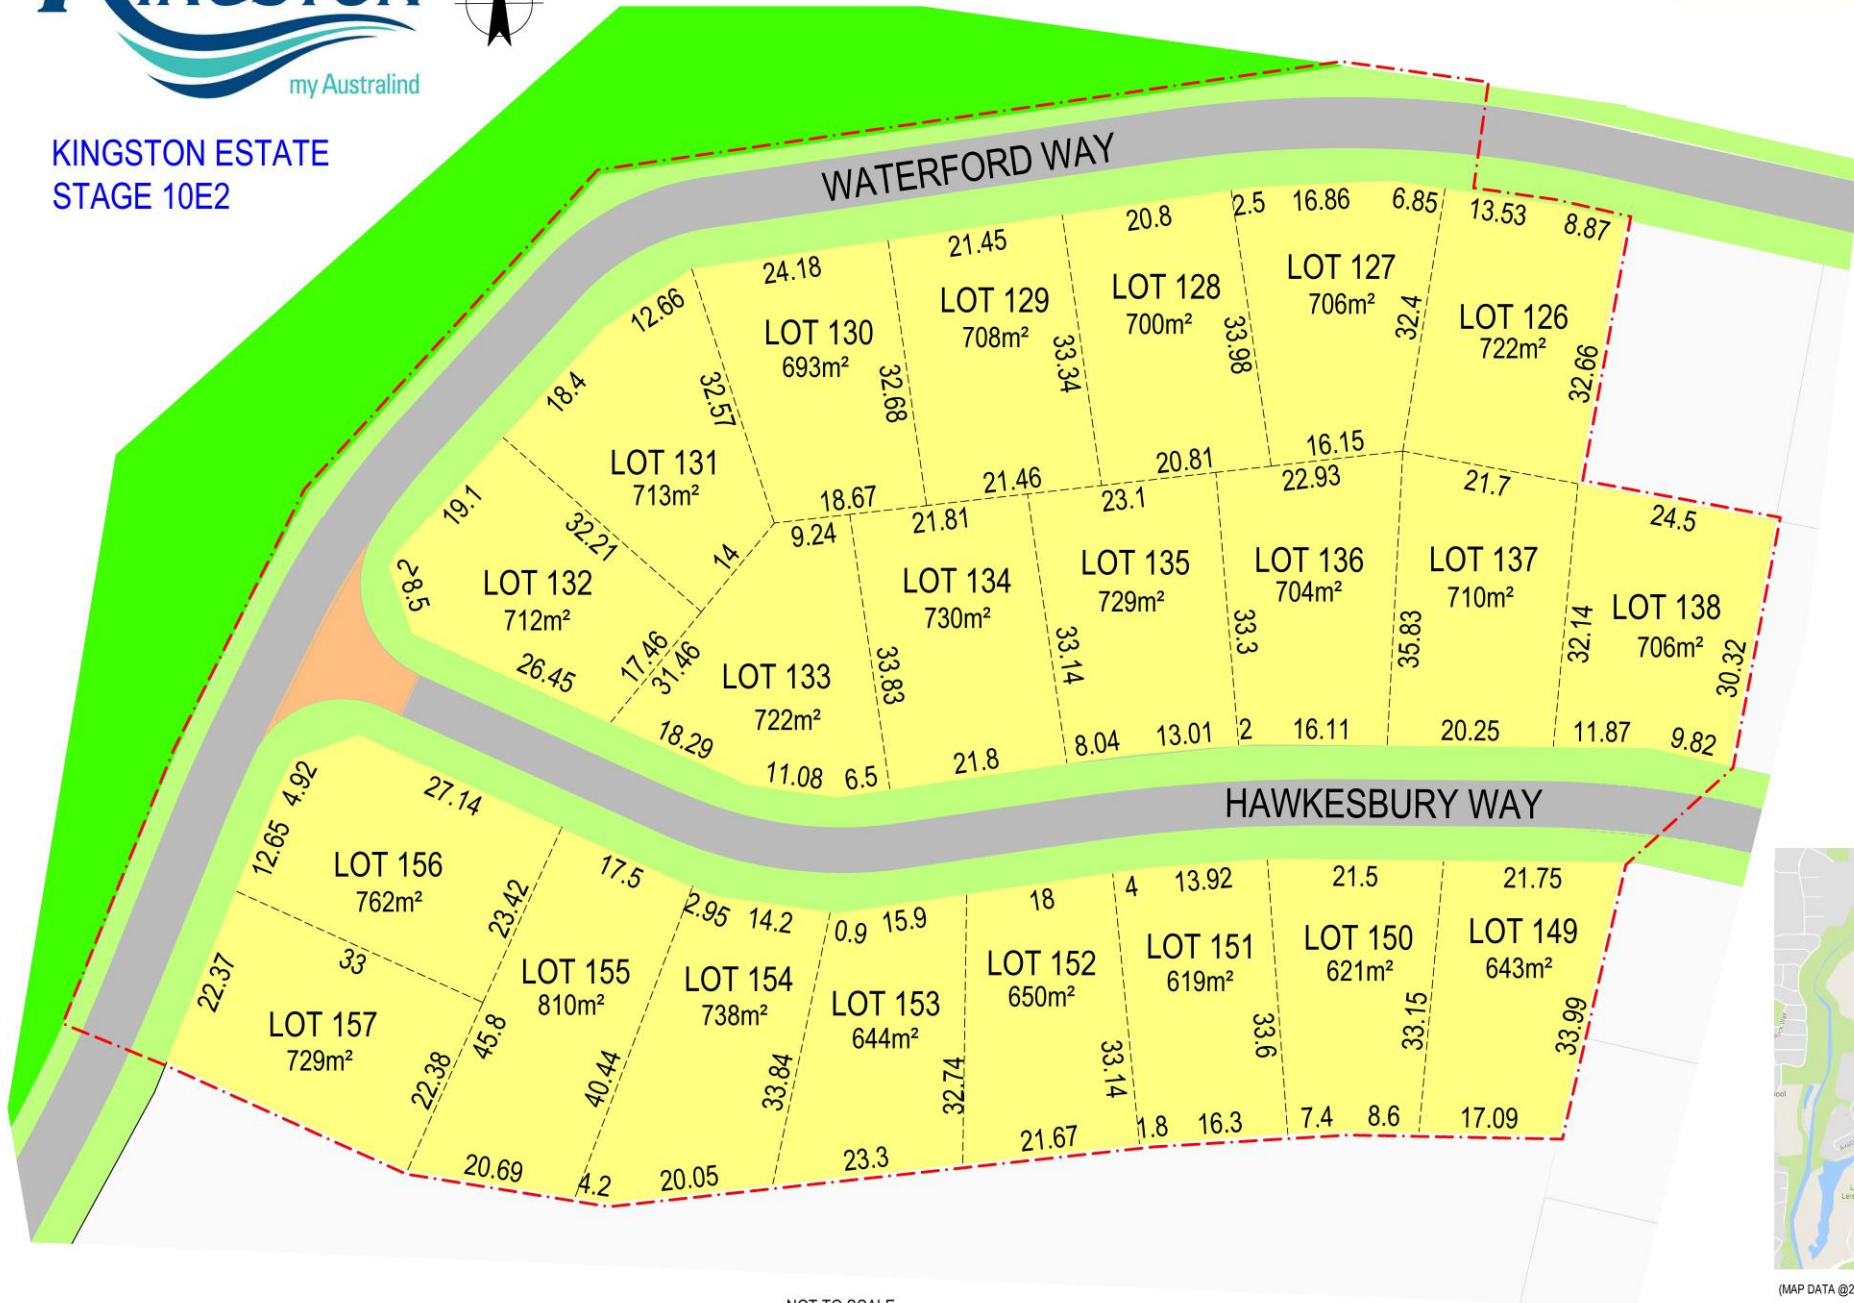 KINGSTON
my Australind
KINGSTON ESTATE
STAGE 10E2
WATERFORD WAY
24.18
21.45
20.8
2.5
16.86
6.85
13.53
8.87
12.66
LOT 130
693m²
LOT 129
708m²
LOT 128
700m²
LOT 127
706m²
LOT 126
722m²
18.4
32.57
32.68
33.34
33.98
32.4
32.66
LOT 131
713m²
18.67
21.46
20.81
16.15
19.1
32.21
14
9.24
21.81
23.1
22.93
21.7
24.5
2
8.5
LOT 132
712m²
LOT 133
722m²
LOT 134
730m²
LOT 135
729m²
LOT 136
704m²
LOT 137
710m²
LOT 138
706m²
26.45
17.46
31.46
33.83
33.14
33.3
35.83
32.14
30.32
18.29
11.08
6.5
21.8
8.04
13.01
2
16.11
20.25
11.87
9.82
HAWKESBURY WAY
4.92
27.14
12.65
17.5
2.95
14.2
0.9
15.9
18
4
13.92
21.5
21.75
LOT 156
762m²
23.42
33
22.37
LOT 157
729m²
LOT 155
810m²
LOT 154
738m²
LOT 153
644m²
LOT 152
650m²
LOT 151
619m²
LOT 150
621m²
LOT 149
643m²
22.38
45.8
40.44
33.84
32.74
33.14
33.6
33.15
33.99
20.69
4.2
20.05
23.3
21.67
1.8
16.3
7.4
8.6
17.09
NOT TO SCALE
(MAP DATA @2